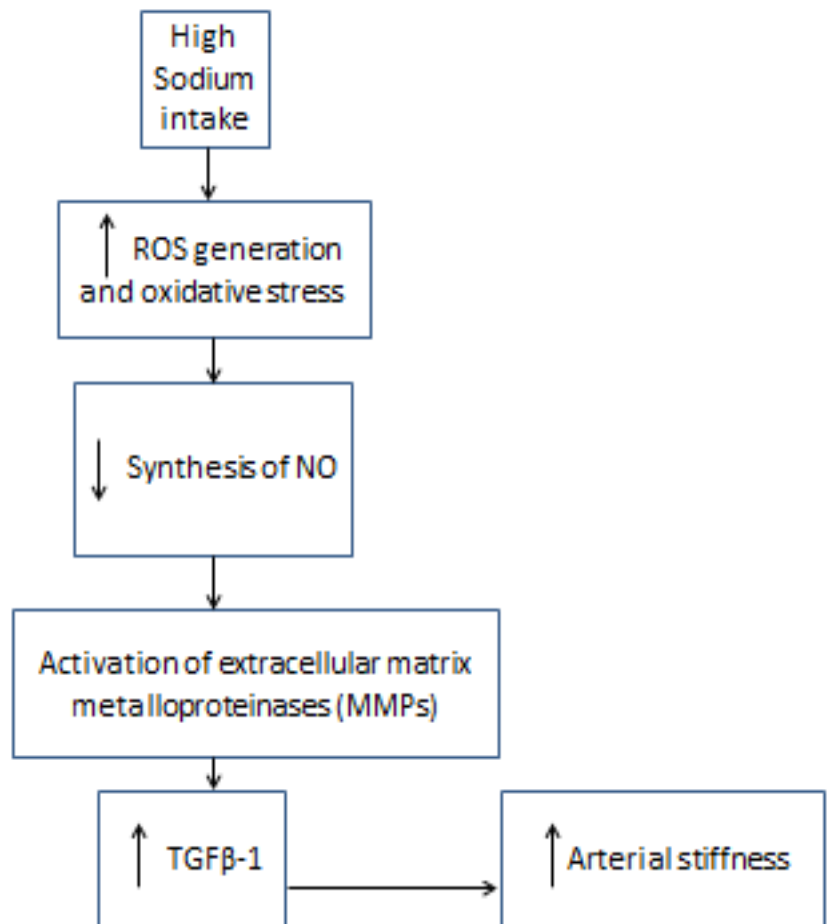 High
Sodium
intake
ROS generation
and oxidative stress
Synthesis of NO
Activation of extracellular matrix
metalloproteinases (MMPs)
TGFβ-1
Arterial stiffness